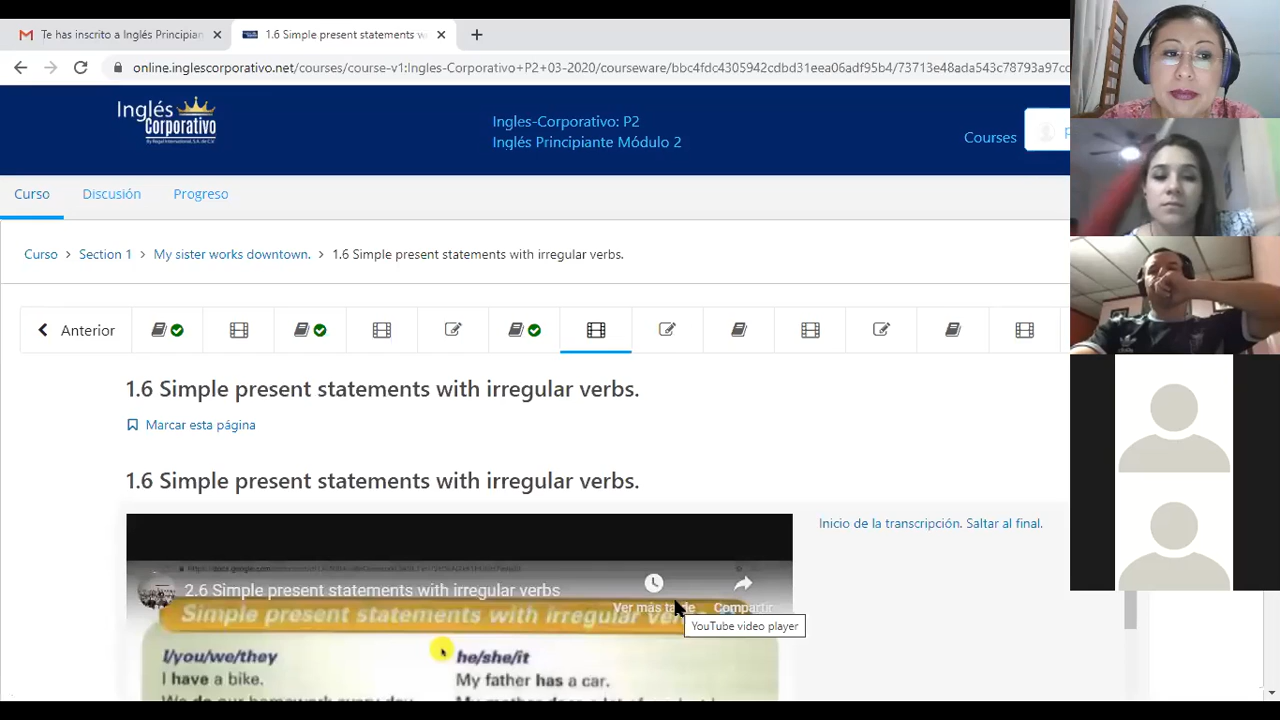 Te has inscrito a Inglés Principian
1.6 Simple present statements w
online.inglescorporativo.net/courses/course-v1:Ingles-Corporativo+P2+03-2020/courseware/bbc4fdc4305942cdbd31eea06adf95b4/73713e48ada543c78793a97cc
Inglés
Corporativo
Ingles-Corporativo: P2
Inglés Principiante Módulo 2
Courses
Curso Discusión Progreso
Curso > Section 1 > My sister works downtown. > 1.6 Simple present statements with irregular verbs.
Anterior
1.6 Simple present statements with irregular verbs.
Marcar esta página
1.6 Simple present statements with irregular verbs.
Inicio de la transcripción. Saltar al final.
2.6 Simple present statements with irregular verbs
Ver más tarde Compartir
Simple present statements with irregular
YouTube video player
I/you/we/they he/she/it
I have a bike. My father has a car.